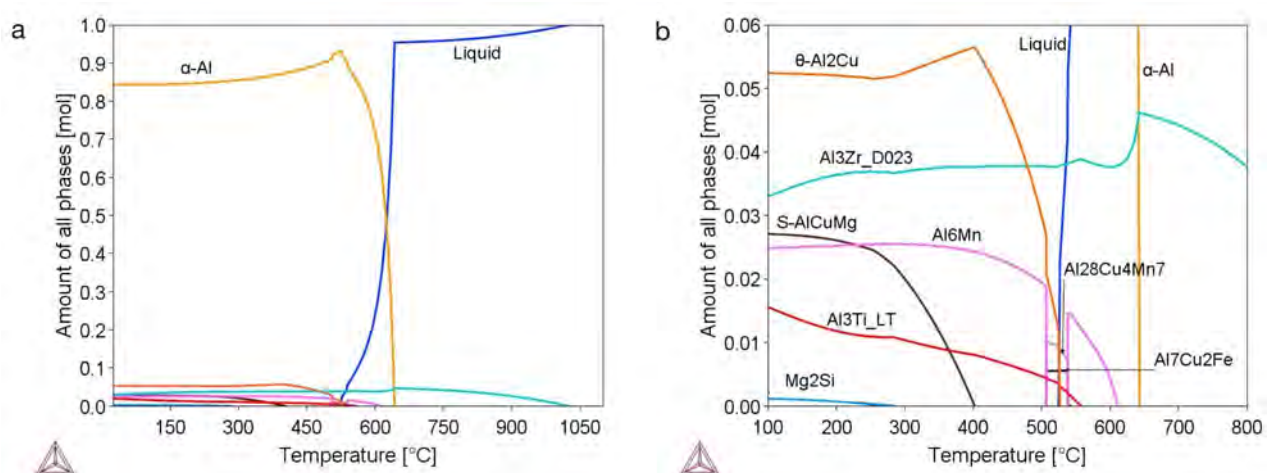 a
Amount of all phases [mol]
1.0
0.9
0.8
0.7
0.6
0.5
0.4
0.3
0.2
0.1
0.0
α-Al
Liquid
150 300 450 600 750 900 1050
Temperature [°C]
b
Amount of all phases [mol]
0.06
0.05
0.04
0.03
0.02
0.01
0.00
Liquid
θ-Al2Cu
α-Al
Al3Zr_D023
S-AlCuMg
Al6Mn
Al28Cu4Mn7
Al3Ti_LT
Al7Cu2Fe
Mg2Si
100 200 300 400 500 600 700 800
Temperature [°C]